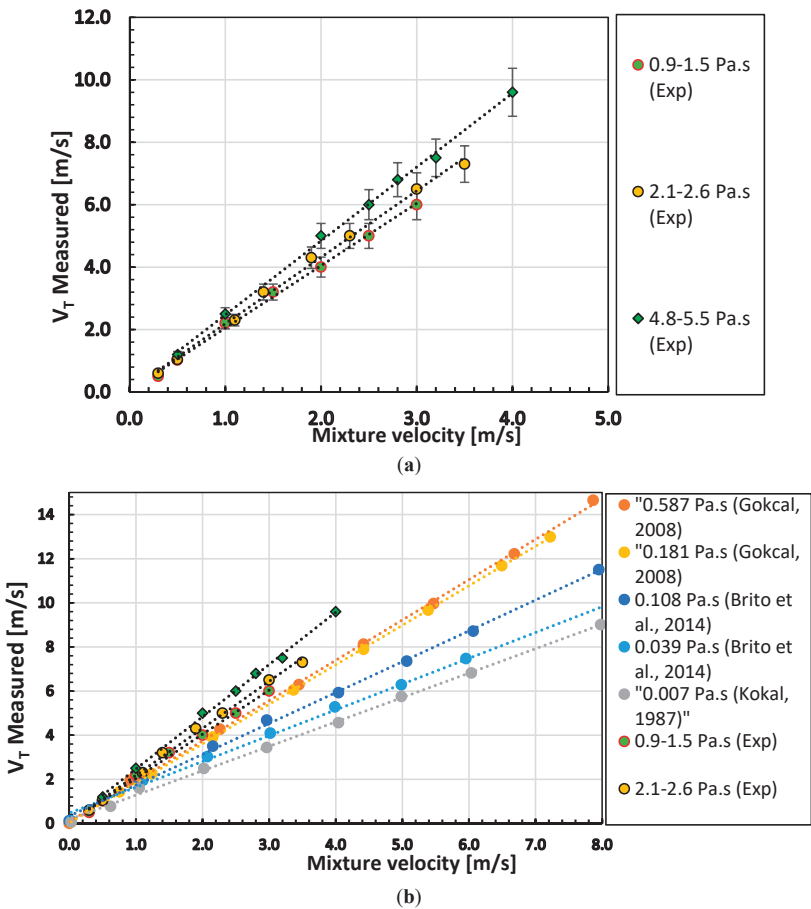 12.0
10.0
8.0
6.0
4.0
2.0
0.0
0.0 1.0 2.0 3.0 4.0 5.0
V_T Measured [m/s]
Mixture velocity [m/s]
0.9-1.5 Pa.s
(Exp)
2.1-2.6 Pa.s
(Exp)
4.8-5.5 Pa.s
(Exp)
(a)
14
12
10
8
6
4
2
0
0.0 1.0 2.0 3.0 4.0 5.0 6.0 7.0 8.0
V_T Measured [m/s]
Mixture velocity [m/s]
"0.587 Pa.s (Gokcal,
2008)
"0.181 Pa.s (Gokcal,
2008)
0.108 Pa.s (Brito et
al., 2014)
0.039 Pa.s (Brito
et al., 2014)
"0.007 Pa.s (Kokal,
1987)"
0.9-1.5 Pa.s (Exp)
2.1-2.6 Pa.s (Exp)
(b)